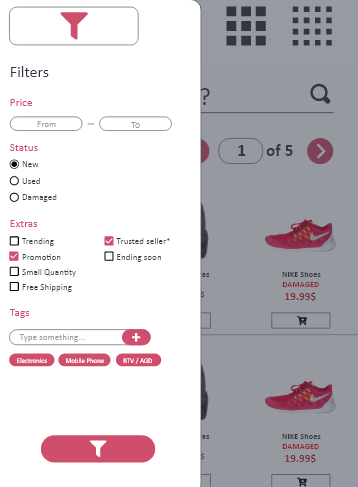 Filters
Price
From — To
Status
New
Used
Damaged
Extras
Trending
Trusted seller*
Promotion
Ending soon
Small Quantity
Free Shipping
Tags
Type something...
Electronics
Mobile Phone
RTV / AGD
?
1 of 5
NIKE Shoes
DAMAGED
19.99$
NIKE Shoes
DAMAGED
19.99$